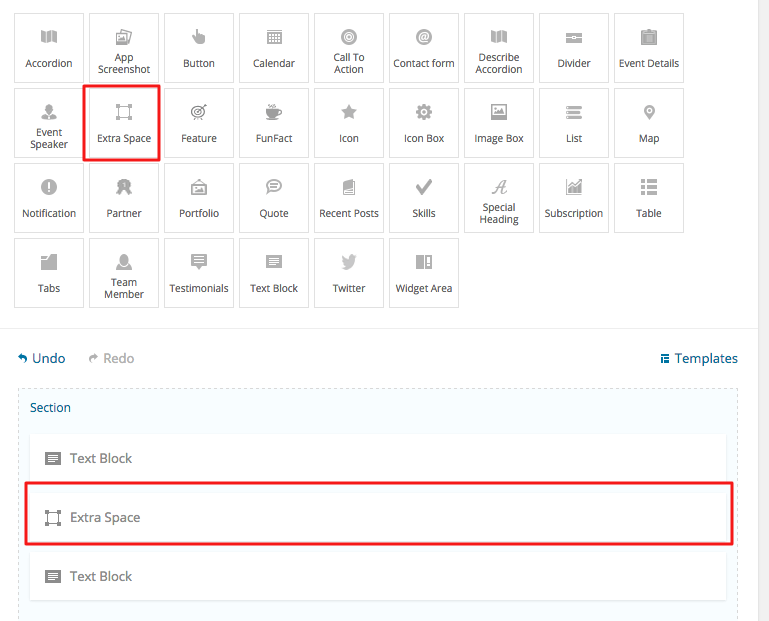 Accordion
App
Screenshot
Button
Calendar
Call To
Action
Contact form
Describe
Accordion
Divider
Event Details
Event
Speaker
Extra Space
Feature
FunFact
Icon
Icon Box
Image Box
List
Map
Notification
Partner
Portfolio
Quote
Recent Posts
Skills
Special
Heading
Subscription
Table
Tabs
Team
Member
Testimonials
Text Block
Twitter
Widget Area
Undo
Redo
Templates
Section
Text Block
Extra Space
Text Block